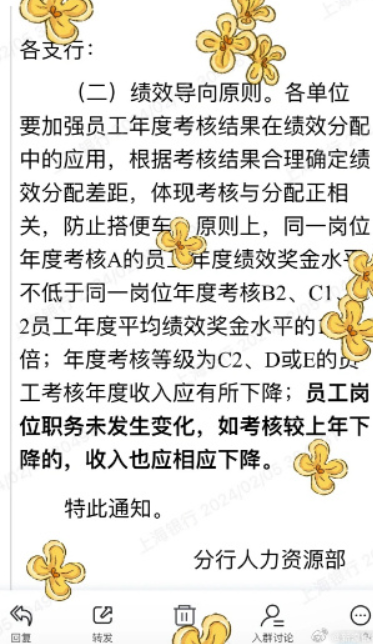 各支行：
（二）绩效导向原则。各单位
要加强员工年度考核结果在绩效分配
中的应用，根据考核结果合理确定绩
效分配差距，体现考核与分配正相
关，防止搭便车。原则上，同一岗位
年度考核A的员工年度绩效奖金水平
不低于同一岗位年度考核B2、C1、
2员工年度平均绩效奖金水平的
倍；年度考核等级为C2、D或E的员
工考核年度收入应有所下降；员工岗
位职务未发生变化，如考核较上年下
降的，收入也应相应下降。
特此通知。
分行人力资源部
上海银行 2024/02/05
回复 转发 入群讨论